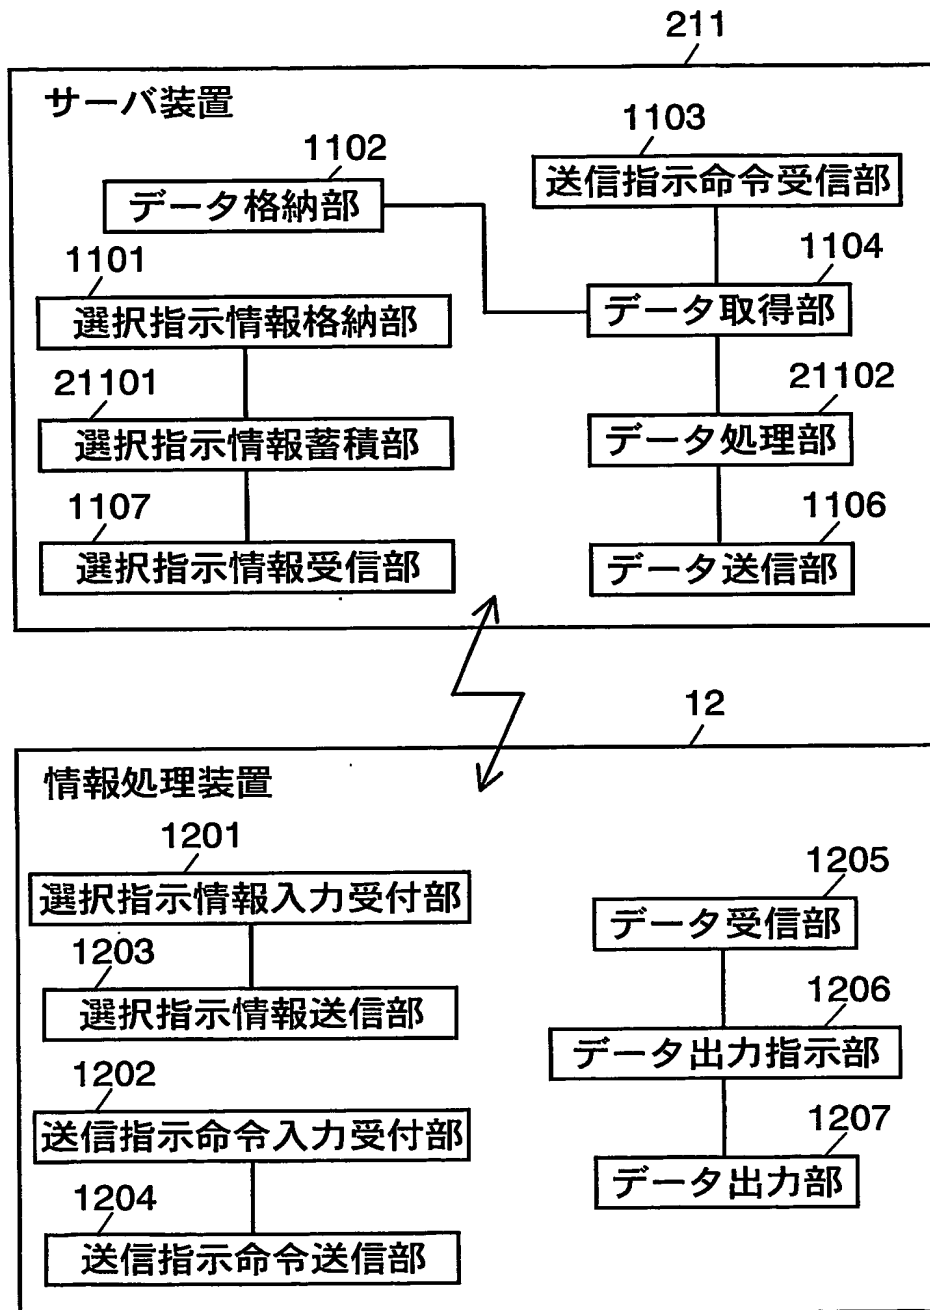 211
サーバ装置
1102
データ格納部
1103
送信指示命令受信部
1101
選択指示情報格納部
1104
データ取得部
21101
選択指示情報蓄積部
21102
データ処理部
1107
選択指示情報受信部
1106
データ送信部
12
情報処理装置
1201
選択指示情報入力受付部
1203
選択指示情報送信部
1202
送信指示命令入力受付部
1204
送信指示命令送信部
1205
データ受信部
1206
データ出力指示部
1207
データ出力部